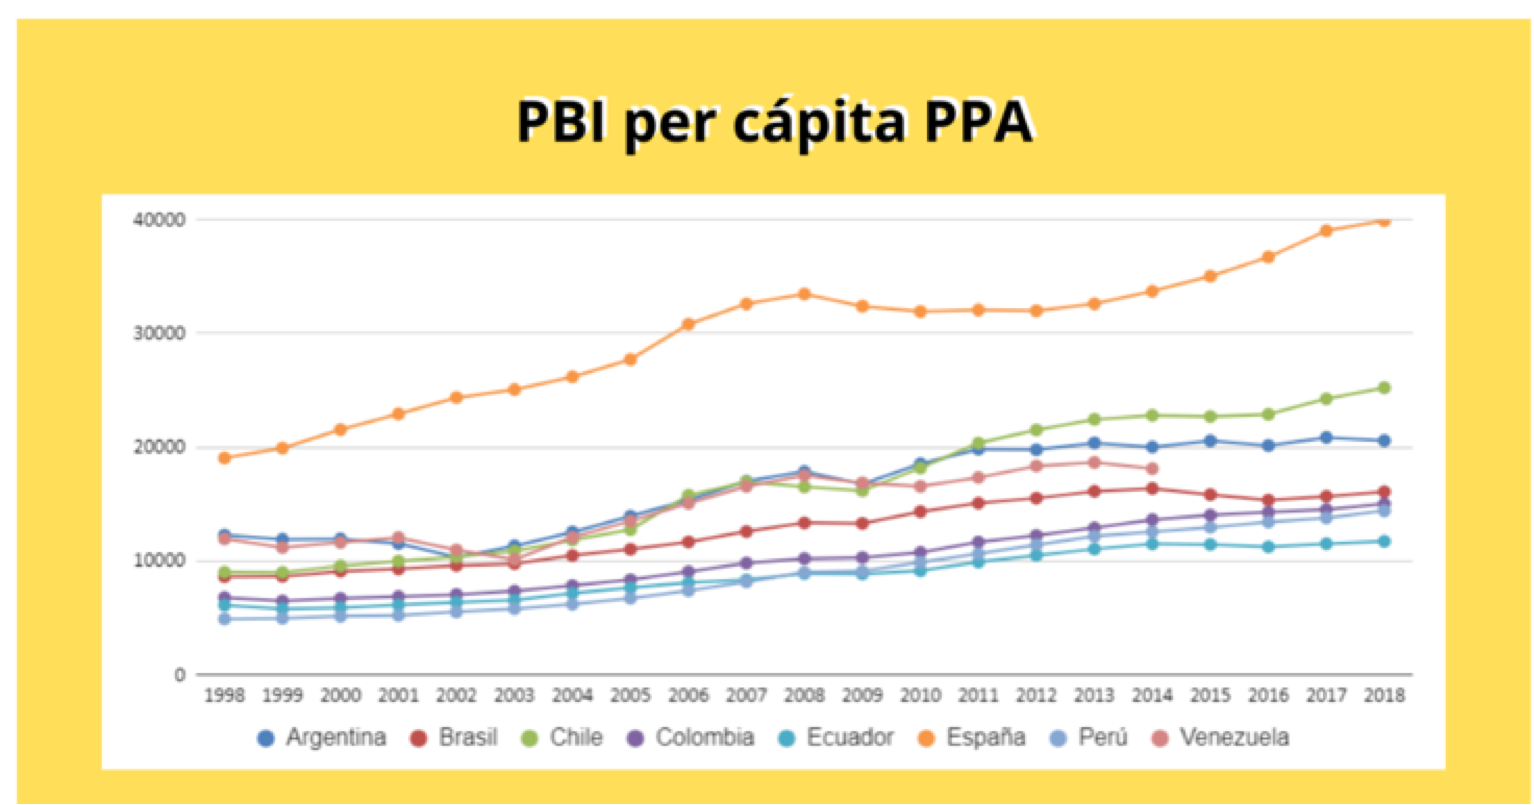 PBI per cápita PPA
40000
30000
20000
10000
0
1998 1999 2000 2001 2002 2003 2004 2005 2006 2007 2008 2009 2010 2011 2012 2013 2014 2015 2016 2017 2018
Argentina Brasil Chile Colombia Ecuador España Perú Venezuela